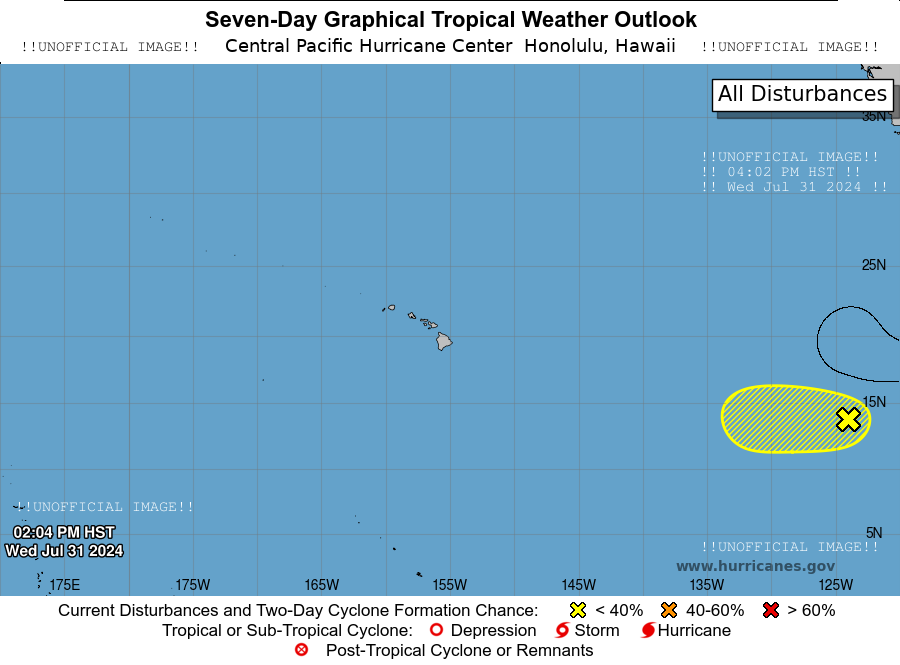 Seven-Day Graphical Tropical Weather Outlook
!!UNOFFICIAL IMAGE!! Central Pacific Hurricane Center Honolulu, Hawaii !!UNOFFICIAL IMAGE!!
All Disturbances
35N
!!UNOFFICIAL IMAGE!!
!! 04:02 PM HST !!
!! Wed Jul 31 2024 !!
25N
15N
!!UNOFFICIAL IMAGE!!
02:04 PM HST
Wed Jul 31 2024
5N
!!UNOFFICIAL IMAGE!!
www.hurricanes.gov
175E 175W 165W 155W 145W 135W 125W
Current Disturbances and Two-Day Cyclone Formation Chance: < 40% 40-60% > 60%
Tropical or Sub-Tropical Cyclone: Depression Storm Hurricane
Post-Tropical Cyclone or Remnants